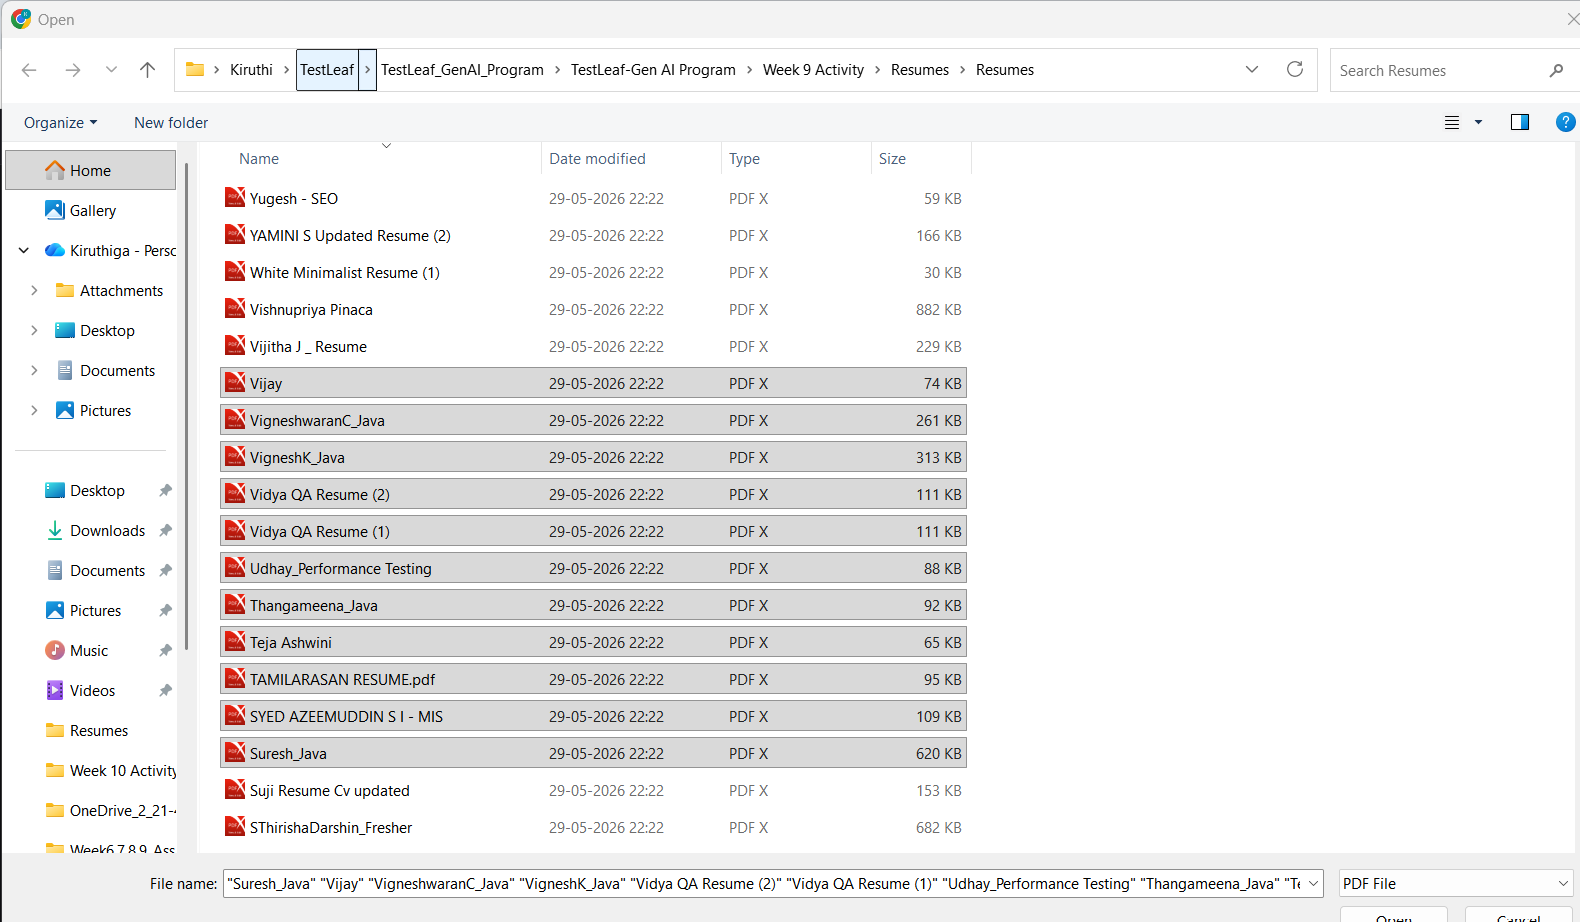 Open
Kiruthi > TestLeaf > TestLeaf_GenAI_Program > TestLeaf-Gen AI Program > Week 9 Activity > Resumes > Resumes
Search Resumes
Organize
New folder
Name Date modified Type Size
Home
Gallery
Kiruthiga - Persc
Attachments
Desktop
Documents
Pictures
Desktop
Downloads
Documents
Pictures
Music
Videos
Resumes
Week 10 Activity
OneDrive_2_21-4
Week6,7,8,9_Ass
Yugesh - SEO 29-05-2026 22:22 PDF X 59 KB
YAMINI S Updated Resume (2) 29-05-2026 22:22 PDF X 166 KB
White Minimalist Resume (1) 29-05-2026 22:22 PDF X 30 KB
Vishnupriya Pinaca 29-05-2026 22:22 PDF X 882 KB
Vijitha J _ Resume 29-05-2026 22:22 PDF X 229 KB
Vijay 29-05-2026 22:22 PDF X 74 KB
VigneshwaranC_Java 29-05-2026 22:22 PDF X 261 KB
VigneshK_Java 29-05-2026 22:22 PDF X 313 KB
Vidya QA Resume (2) 29-05-2026 22:22 PDF X 111 KB
Vidya QA Resume (1) 29-05-2026 22:22 PDF X 111 KB
Udhay_Performance Testing 29-05-2026 22:22 PDF X 88 KB
Thangameena_Java 29-05-2026 22:22 PDF X 92 KB
Teja Ashwini 29-05-2026 22:22 PDF X 65 KB
TAMILARASAN RESUME.pdf 29-05-2026 22:22 PDF X 95 KB
SYED AZEEMUDDIN S I - MIS 29-05-2026 22:22 PDF X 109 KB
Suresh_Java 29-05-2026 22:22 PDF X 620 KB
Suji Resume Cv updated 29-05-2026 22:22 PDF X 153 KB
SThirishaDarshin_Fresher 29-05-2026 22:22 PDF X 682 KB
File name: "Suresh_Java" "Vijay" "VigneshwaranC_Java" "VigneshK_Java" "Vidya QA Resume (2)" "Vidya QA Resume (1)" "Udhay_Performance Testing" "Thangameena_Java" "Te
PDF File
Open
Cancel